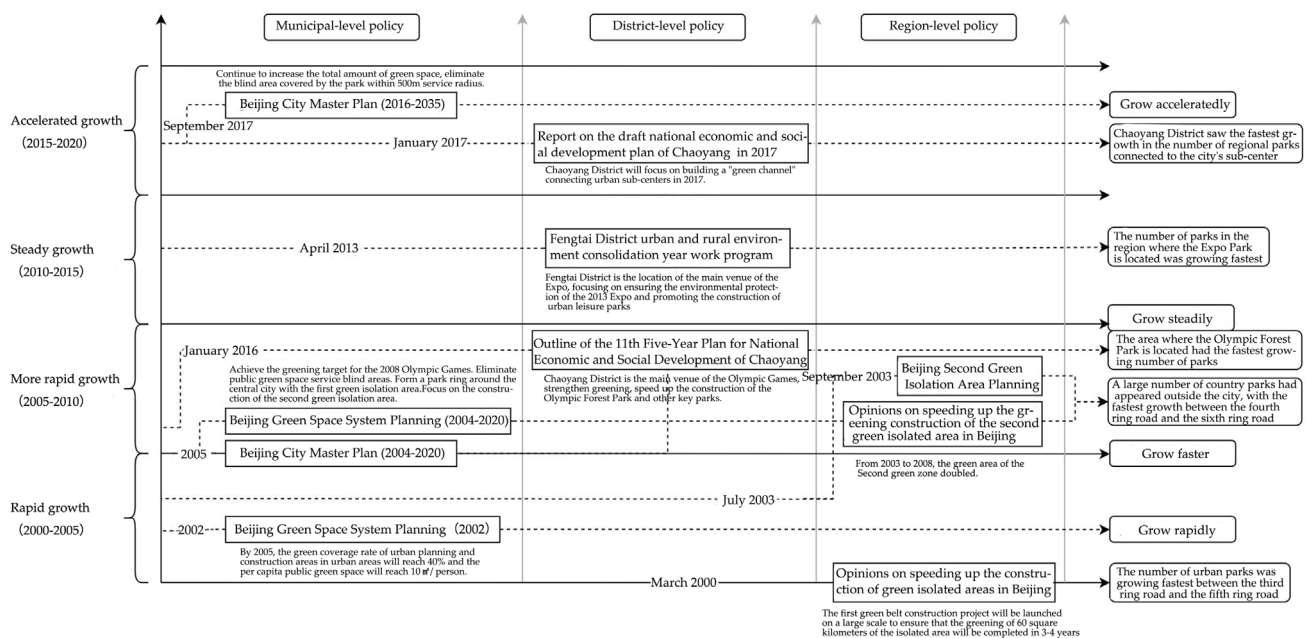 Municipal-level policy
District-level policy
Region-level policy
Accelerated growth
(2015-2020)
Continue to increase the total amount of green space, eliminate
the blind area covered by the park within 500m service radius.
Beijing City Master Plan (2016-2035)
Grow acceleratedly
September 2017
January 2017
Report on the draft national economic and soci-
al development plan of Chaoyang in 2017
Chaoyang District will focus on building a "green channel"
connecting urban sub-centers in 2017.
Chaoyang District saw the fastest gr-
owth in the number of regional parks
connected to the city's sub-center
Steady growth
(2010-2015)
April 2013
Fengtai District urban and rural environ-
ment consolidation year work program
Fengtai District is the location of the main venue of the
Expo, focusing on ensuring the environmental protect-
ion of the 2013 Expo and promoting the construction of
urban leisure parks
The number of parks in the
region where the Expo Park
is located was growing fastest
Grow steadily
More rapid growth
(2005-2010)
January 2016
Outline of the 11th Five-Year Plan for National
Economic and Social Development of Chaoyang
Chaoyang District is the main venue of the Olympic Games,
strengthen greening, speed up the construction of the
Olympic Forest Park and other key parks.
The area where the Olympic Forest
Park is located had the fastest grow-
ing number of parks
Achieve the greening target for the 2008 Olympic Games. Eliminate
public green space service blind areas. Form a park ring around the
central city with the first green isolation area.Focus on the constru-
ction of the second green isolation area.
September 2003
Beijing Second Green
Isolation Area Planning
A large number of country parks had
appeared outside the city, with the
fastest growth between the fourth
ring road and the sixth ring road
Beijing Green Space System Planning (2004-2020)
Opinions on speeding up the gr-
eening construction of the second
green isolated area in Beijing
From 2003 to 2008, the green area of the
Second green zone doubled.
2005
Beijing City Master Plan (2004-2020)
Grow faster
Rapid growth
(2000-2005)
July 2003
2002
Beijing Green Space System Planning (2002)
By 2005, the green coverage rate of urban planning and
construction areas in urban areas will reach 40% and the
per capita public green space will reach 10㎡/ person.
Grow rapidly
March 2000
Opinions on speeding up the constru-
ction of green isolated areas in Beijing
The first green belt construction project will be launched
on a large scale to ensure that the greening of 60 square
kilometers of the isolated area will be completed in 3-4 years
The number of urban parks was
growing fastest between the third
ring road and the fifth ring road